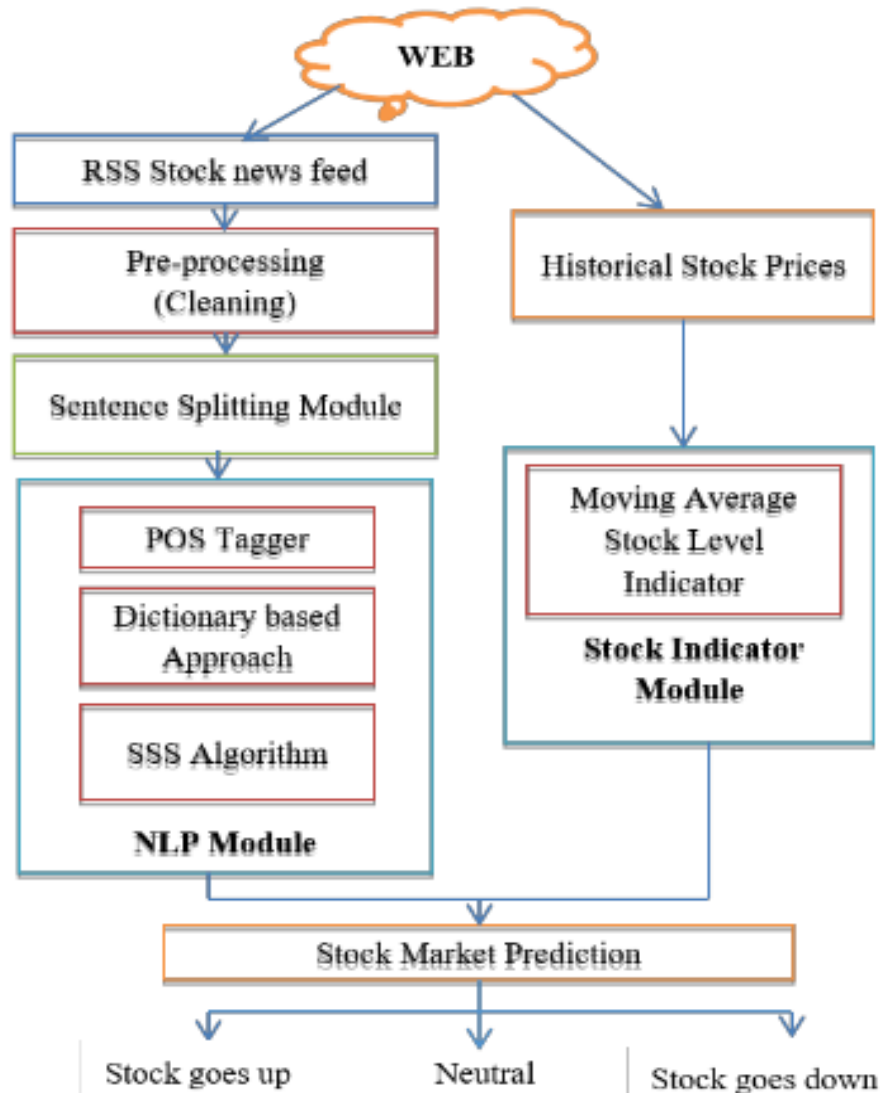 WEB
RSS Stock news feed
Pre-processing
(Cleaning)
Sentence Splitting Module
POS Tagger
Dictionary based
Approach
SSS Algorithm
NLP Module
Historical Stock Prices
Moving Average
Stock Level
Indicator
Stock Indicator
Module
Stock Market Prediction
Stock goes up
Neutral
Stock goes down